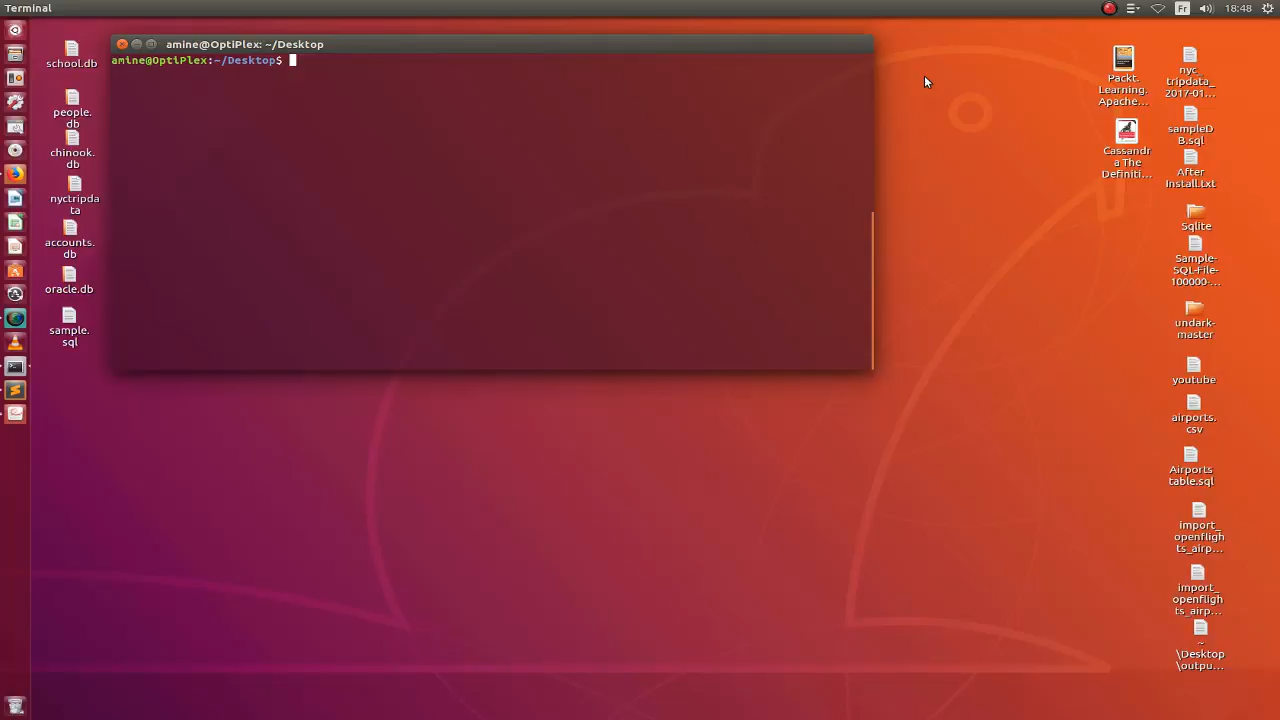 Terminal
Fr
18:48
amine@OptiPlex: ~/Desktop
amine@OptiPlex:~/Desktop$
school.db
people.
db
chinook.
db
nyctripda
ta
accounts.
db
oracle.db
sample.
sql
Packt.
Learning.
Apache...
Cassandr
a The
Definiti...
nyc_
tripdata_
2017-01...
sampleD
B.sql
After
Install.txt
Sqlite
Sample-
SQL-File-
100000-...
undark-
master
youtube
airports.
csv
Airports
table.sql
import_
openfligh
ts_airp...
import_
openfligh
ts_airp...
~
\Desktop
\outpu...